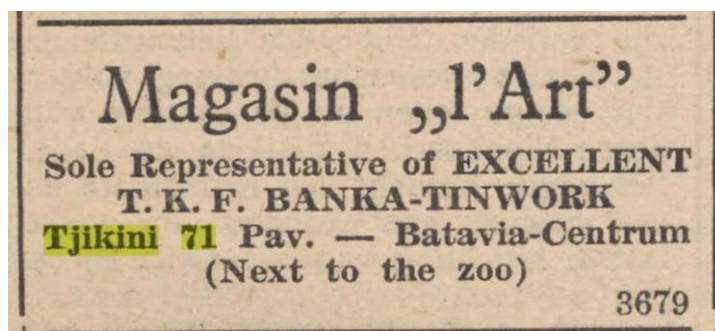 Magasin „l’Art”
Sole Representative of EXCELLENT
T. K. F. BANKA-TINWORK
Tjikini 71 Pav. — Batavia-Centrum
(Next to the zoo)
3679